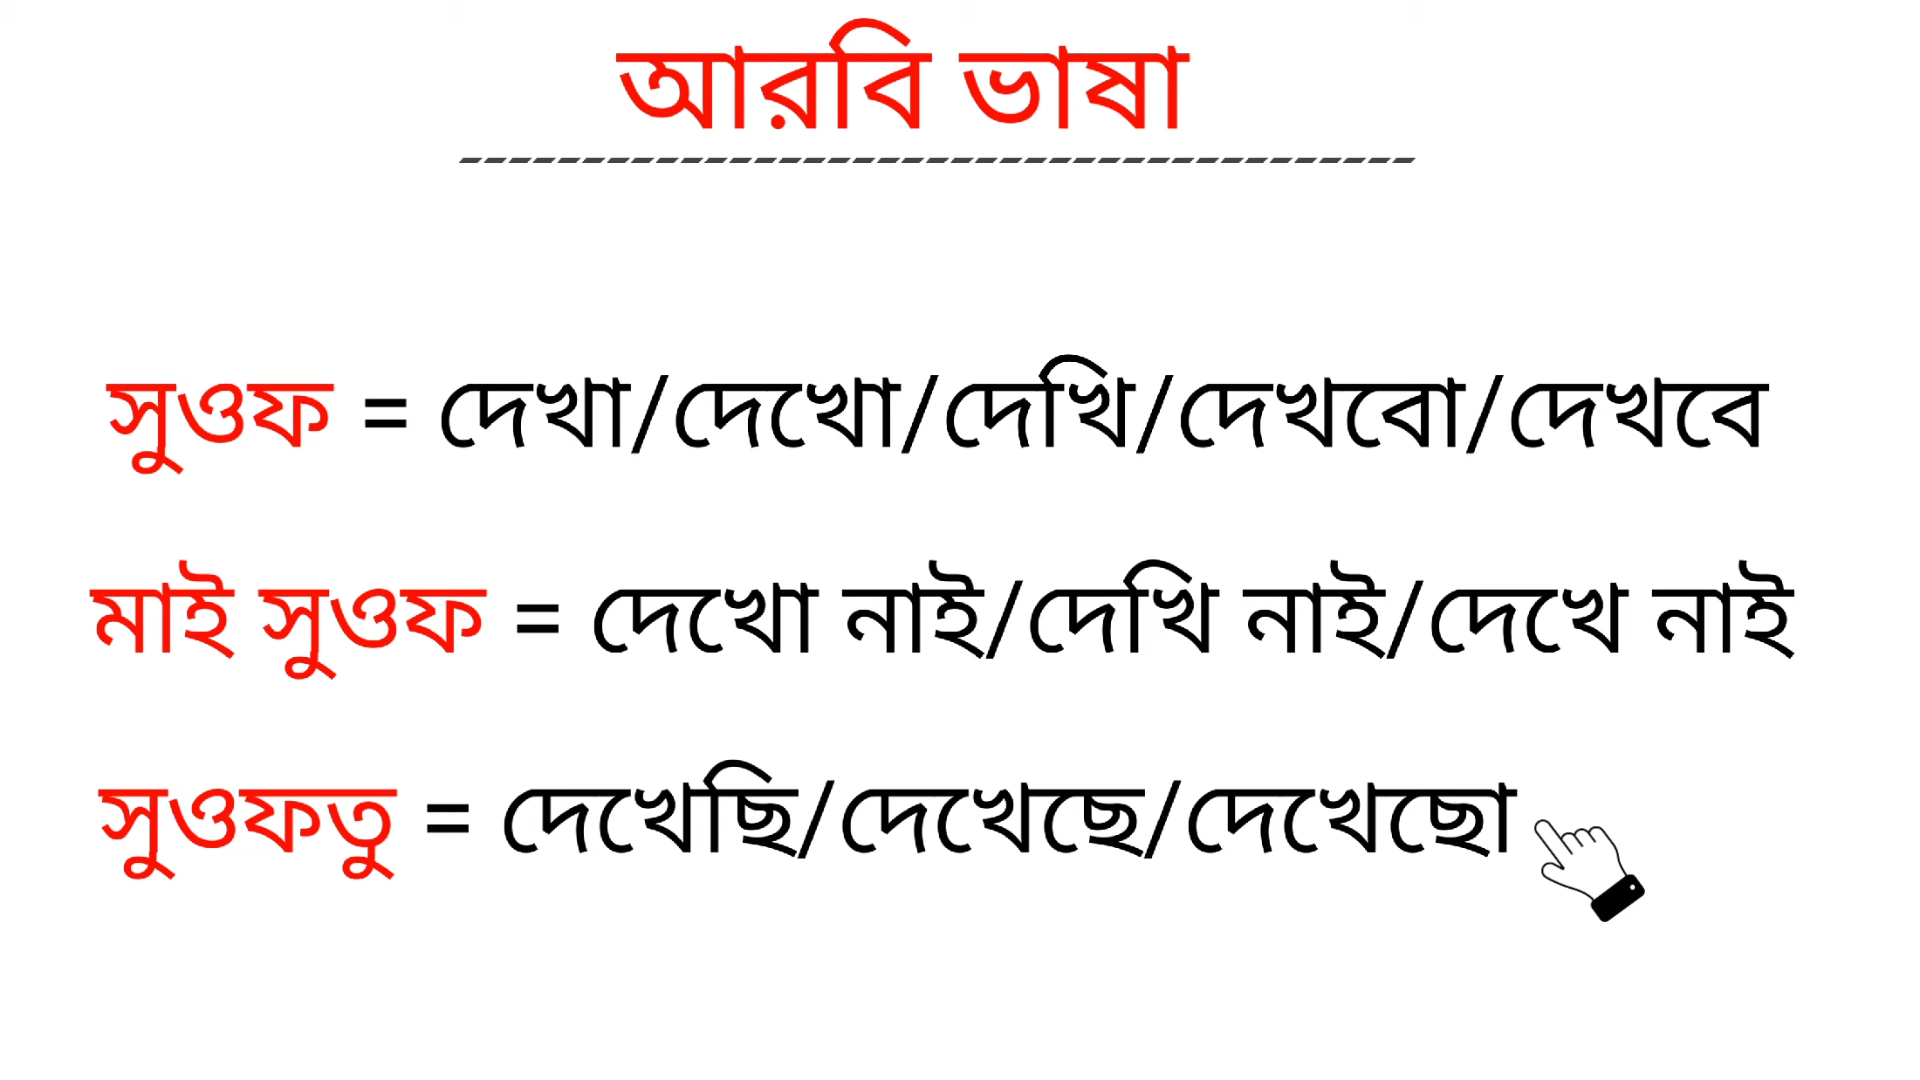 আরবি ভাষা
সুওফ = দেখা/দেখো/দেখি/দেখবো/দেখবে
মাই সুওফ = দেখো নাই/দেখি নাই/দেখে নাই
সুওফতু = দেখেছি/দেখেছে/দেখেছো